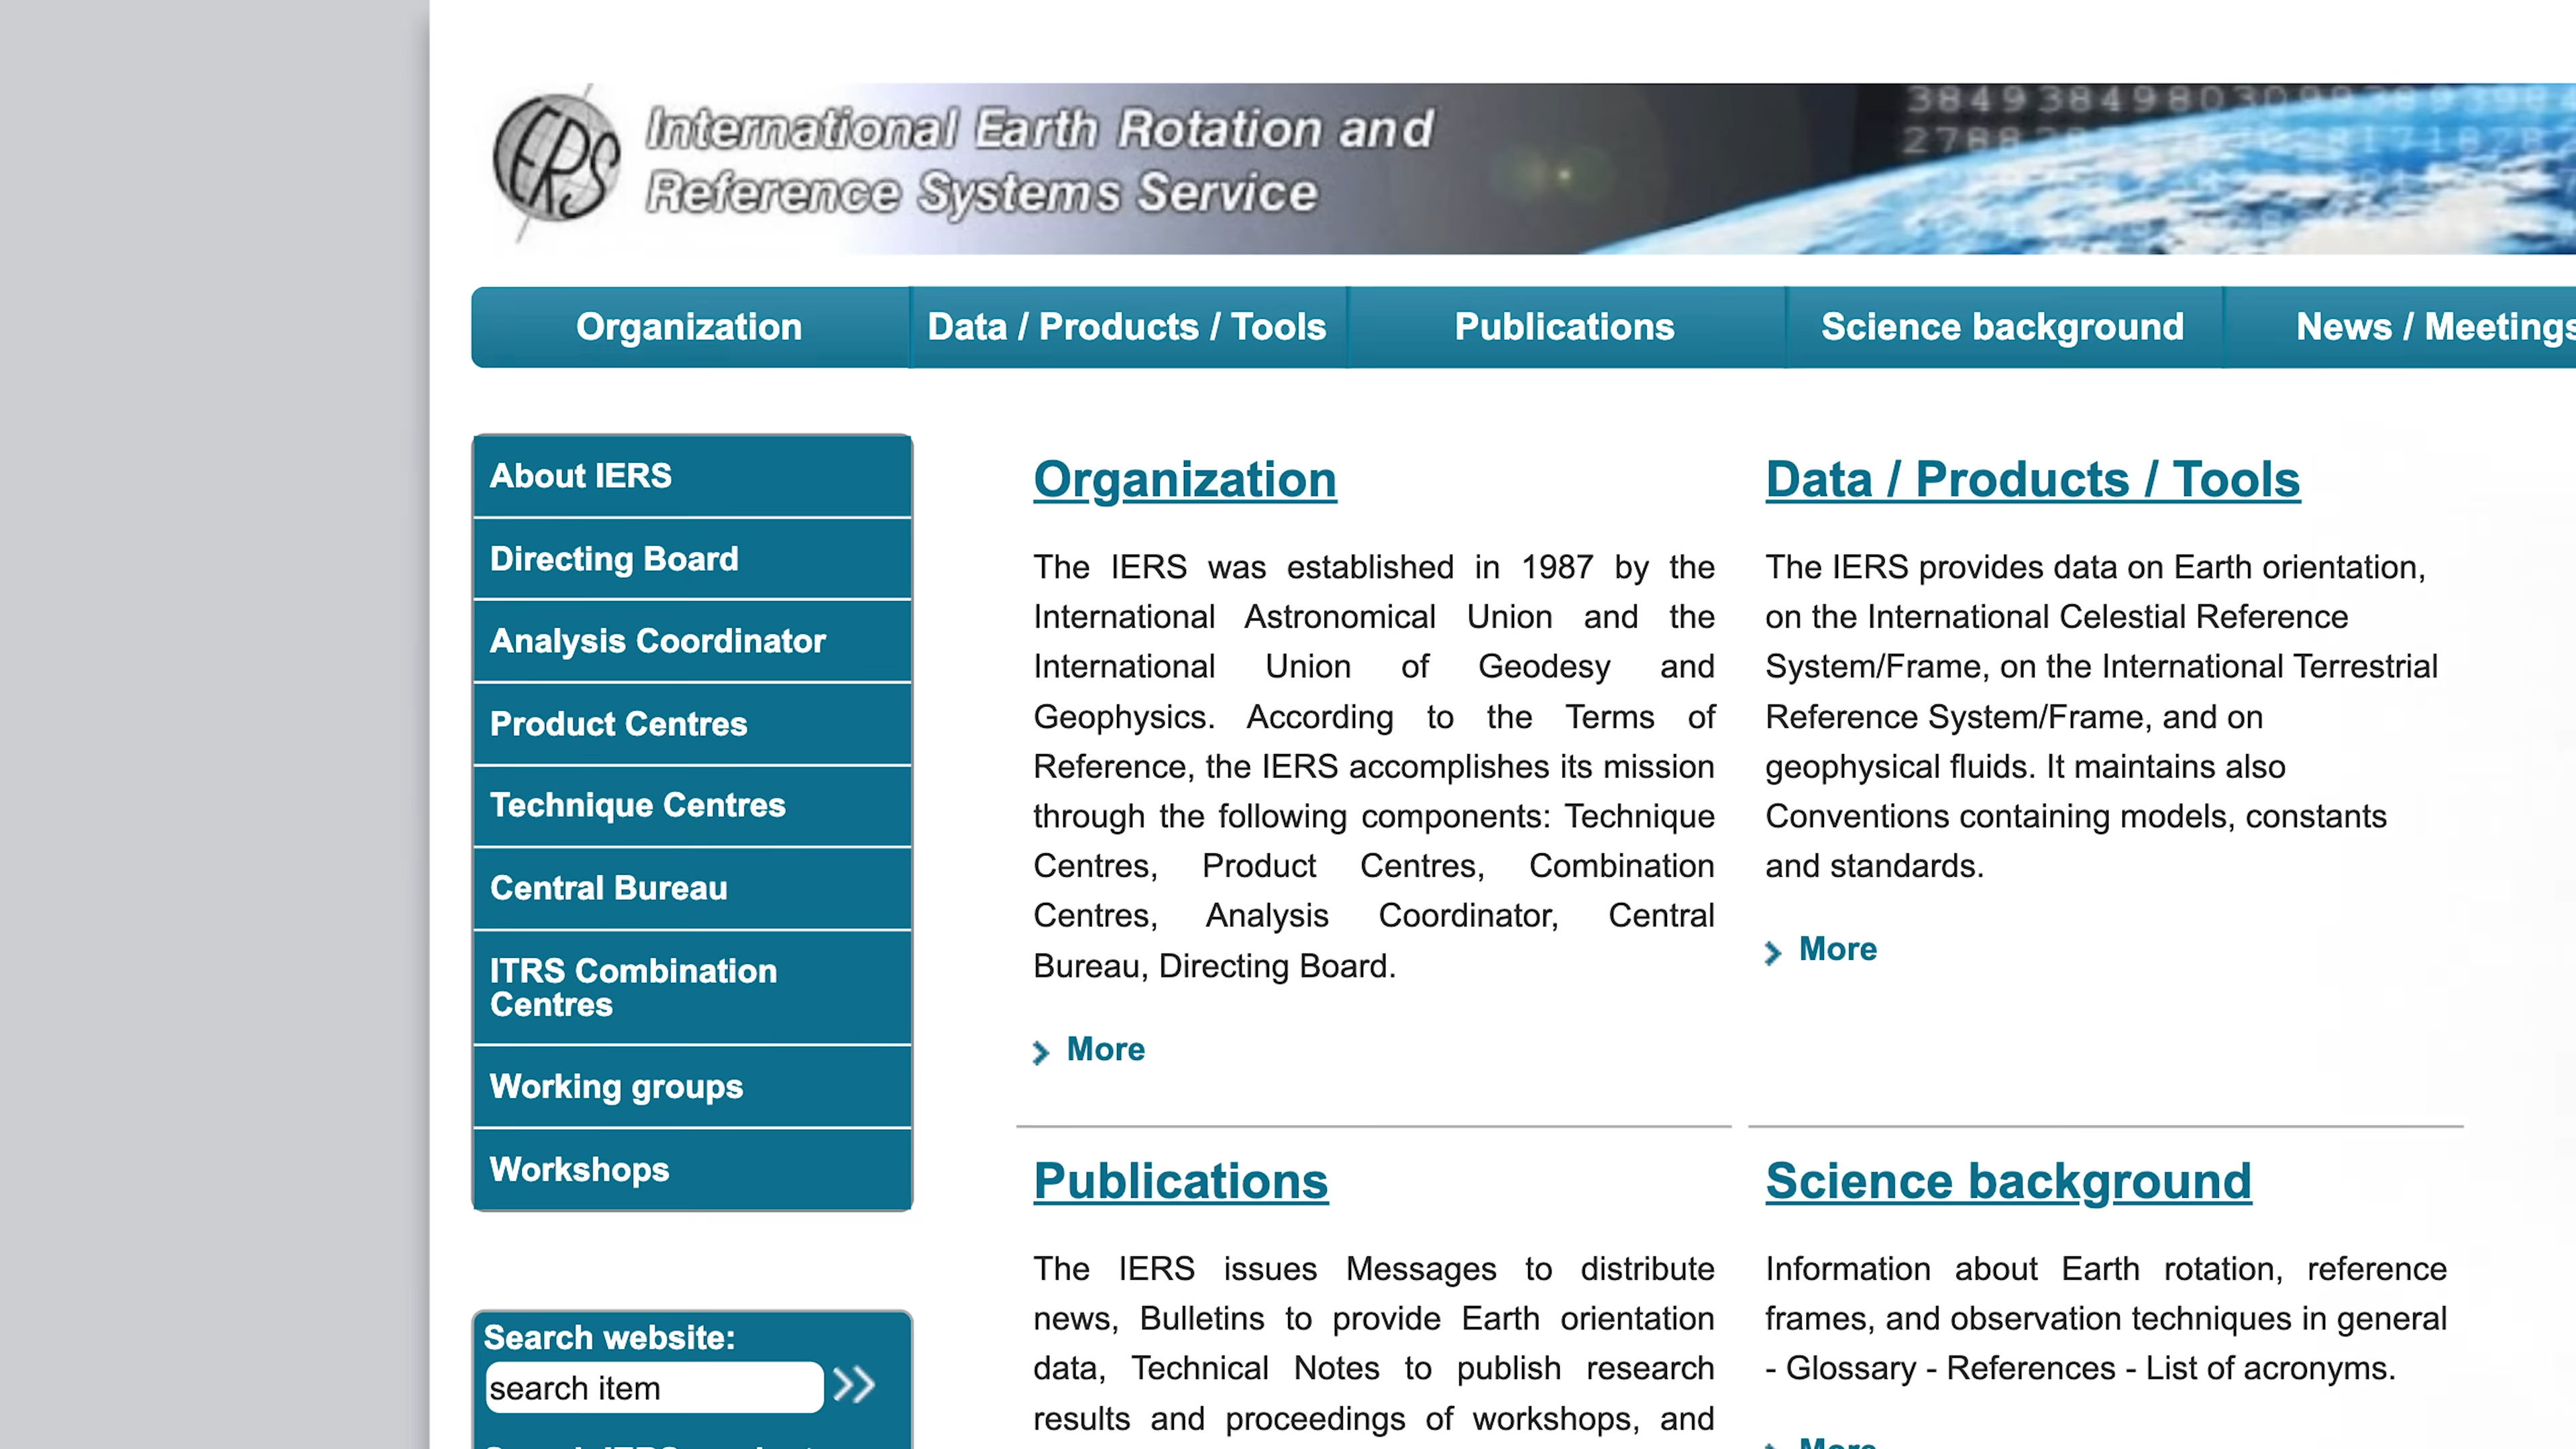 IERS
International Earth Rotation and
Reference Systems Service
Organization
Data / Products / Tools
Publications
Science background
News / Meetings
About IERS
Directing Board
Analysis Coordinator
Product Centres
Technique Centres
Central Bureau
ITRS Combination
Centres
Working groups
Workshops
Search website:
search item
Organization
The IERS was established in 1987 by the
International Astronomical Union and the
International Union of Geodesy and
Geophysics. According to the Terms of
Reference, the IERS accomplishes its mission
through the following components: Technique
Centres, Product Centres, Combination
Centres, Analysis Coordinator, Central
Bureau, Directing Board.
More
Data / Products / Tools
The IERS provides data on Earth orientation,
on the International Celestial Reference
System/Frame, on the International Terrestrial
Reference System/Frame, and on
geophysical fluids. It maintains also
Conventions containing models, constants
and standards.
More
Publications
The IERS issues Messages to distribute
news, Bulletins to provide Earth orientation
data, Technical Notes to publish research
results and proceedings of workshops, and
Science background
Information about Earth rotation, reference
frames, and observation techniques in general
- Glossary - References - List of acronyms.
More